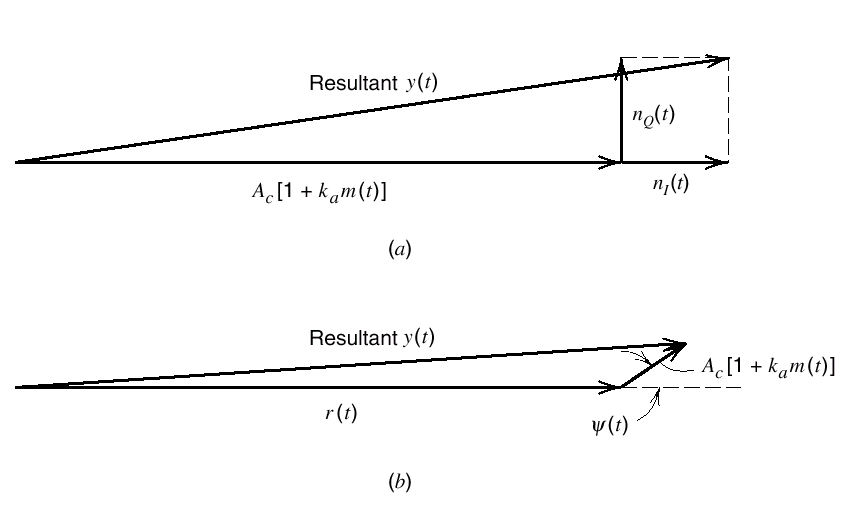 Resultant y(t)
n_Q(t)
A_c[1 + k_a m(t)]
n_I(t)
(a)
Resultant y(t)
A_c[1 + k_a m(t)]
r(t)
ψ(t)
(b)